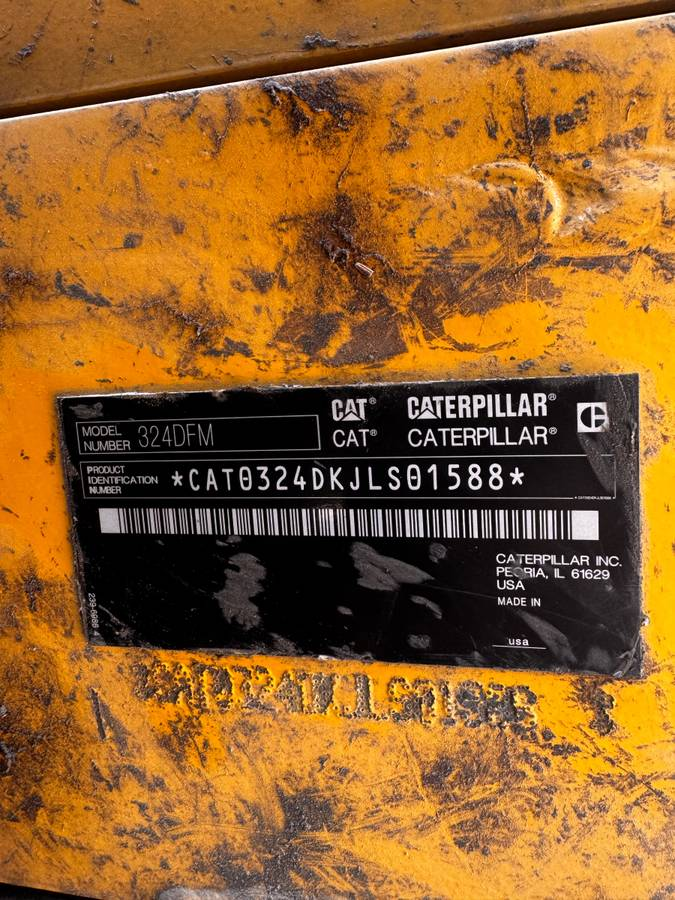 CAT® CATERPILLAR®
MODEL NUMBER 324DFM CAT® CATERPILLAR®
PRODUCT IDENTIFICATION NUMBER *CAT0324DKJLS01588*
CATERPILLAR INC.
PEORIA, IL 61629
USA
MADE IN
usa